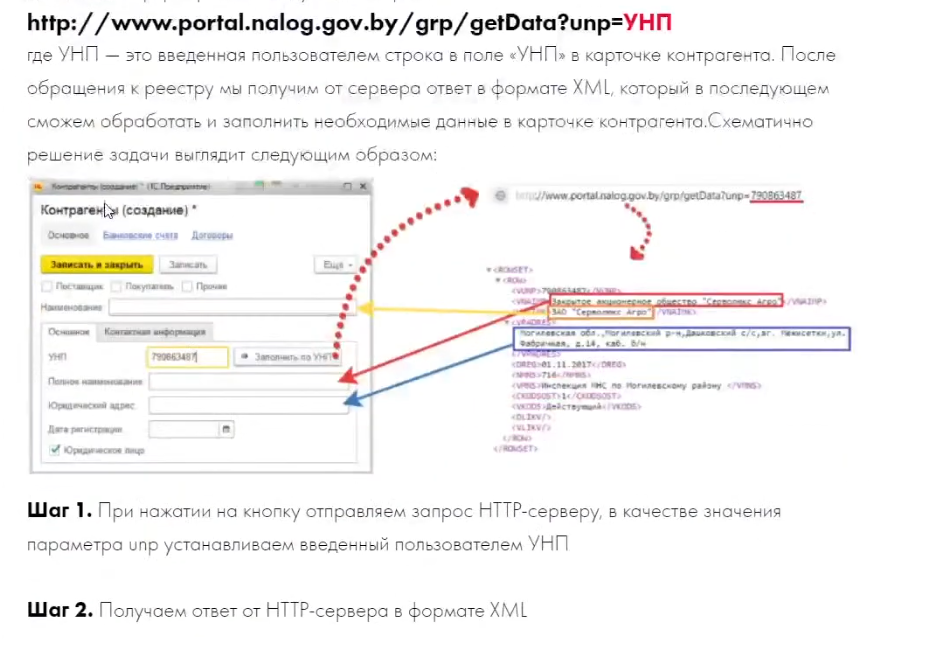 http://www.portal.nalog.gov.by/grp/getData?unp=УНП
где УНП — это введенная пользователем строка в поле «УНП» в карточке контрагента. После
обращения к реестру мы получим от сервера ответ в формате XML, который в последующем
сможем обработать и заполнить необходимые данные в карточке контрагента.Схематично
решение задачи выглядит следующим образом:
Контрагенты (создание) * (1С:Предприятие)
Контрагенты (создание) *
Основное Банковские счета Договоры
Записать и закрыть Записать Еще
Поставщик Покупатель Прочие
Наименование
Основное Контактная информация
УНП 790863487 Заполнить по УНП
Полное наименование
Юридический адрес
Дата регистрации
Юридическое лицо
http://www.portal.nalog.gov.by/grp/getData?unp=790863487
<ROWSET>
<ROW>
<VUNP>790863487</VUNP>
Закрытое акционерное общество "Серволюкс Агро"</VNAIMP>
ЗАО "Серволюкс Агро"</VNAIMK>
<VPADRES>
Могилевская обл.,Могилевский р-н,Дашковский с/с,аг. Межисетки,ул.
Фабричная, д.14, каб. б/н
</VPADRES>
<DREG>01.11.2017</DREG>
<NMNS>714</NMNS>
<VMNS>Инспекция МНС по Могилевскому району </VMNS>
<CKODSOST>1</CKODSOST>
<VKODS>Действующий</VKODS>
<DLIKV/>
<VLIKV/>
</ROW>
</ROWSET>
Шаг 1. При нажатии на кнопку отправляем запрос HTTP-серверу, в качестве значения
параметра unp устанавливаем введенный пользователем УНП
Шаг 2. Получаем ответ от HTTP-сервера в формате XML